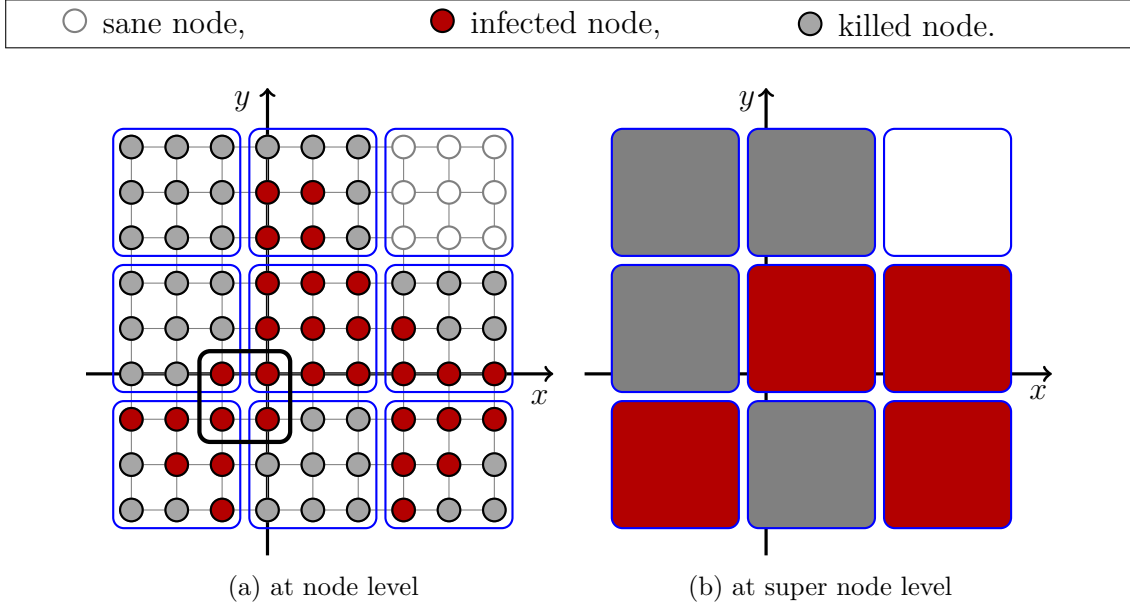 sane node, infected node, killed node.
y y
x x
(a) at node level (b) at super node level